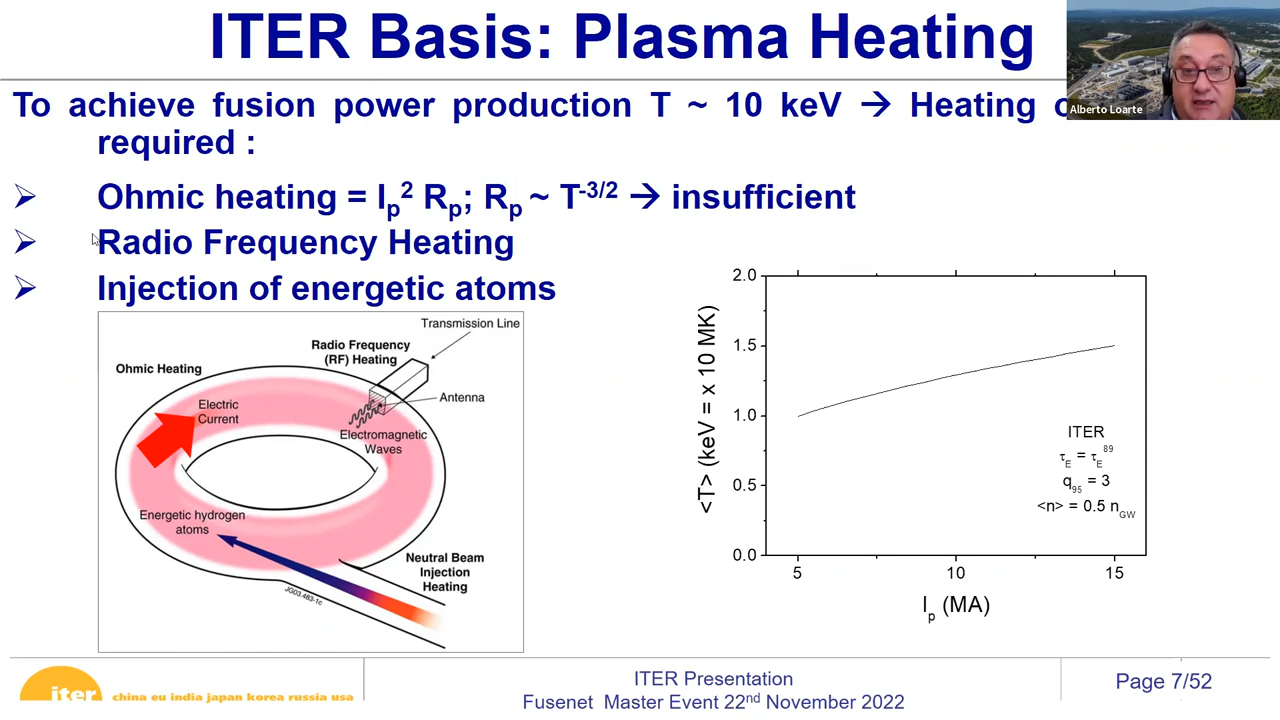 ITER Basis: Plasma Heating
Alberto Loarte
To achieve fusion power production T ~ 10 keV → Heating
required :
➢ Ohmic heating = Ip² Rp; Rp ~ T^-3/2 → insufficient
➢ Radio Frequency Heating
➢ Injection of energetic atoms
Transmission Line
Radio Frequency
(RF) Heating
Ohmic Heating
Antenna
Electric
Current
Electromagnetic
Waves
Energetic hydrogen
atoms
Neutral Beam
Injection
Heating
JG03.483-1c
<T> (keV = x 10 MK)
2.0
1.5
1.0
0.5
0.0
ITER
τE = τE^89
q95 = 3
<n> = 0.5 nGW
5 10 15
Ip (MA)
iter
china eu india japan korea russia usa
ITER Presentation
Fusenet Master Event 22nd November 2022
Page 7/52